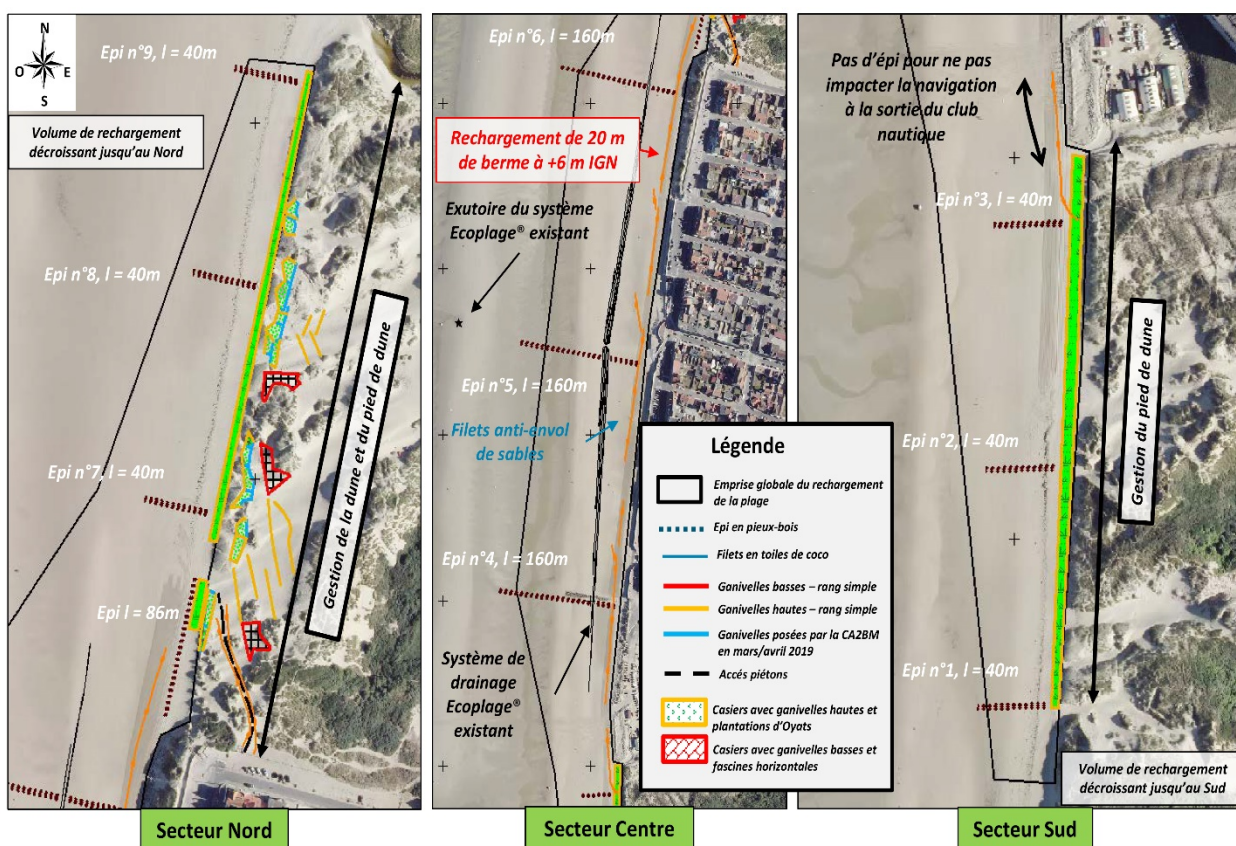 N
O
E
S
Epi n°9, l = 40m
Volume de rechargement
décroissant jusqu'au Nord
Epi n°8, l = 40m
Epi n°7, l = 40m
Epi l = 86m
Gestion de la dune et du pied de dune
Secteur Nord
Epi n°6, l = 160m
Rechargement de 20 m
de berme à +6 m IGN
Exutoire du système
Ecoplage® existant
Epi n°5, l = 160m
Filets anti-envol
de sables
Epi n°4, l = 160m
Système de
drainage
Ecoplage®
existant
Secteur Centre
Légende
Emprise globale du rechargement
de la plage
Epi en pieux-bois
Filets en toiles de coco
Ganivelles basses – rang simple
Ganivelles hautes – rang simple
Ganivelles posées par la CA2BM
en mars/avril 2019
Accés piétons
Casiers avec ganivelles hautes et
plantations d'Oyats
Casiers avec ganivelles basses et
fascines horizontales
Pas d'épi pour ne pas
impacter la navigation
à la sortie du club
nautique
Epi n°3, l = 40m
Epi n°2, l = 40m
Gestion du pied de dune
Epi n°1, l = 40m
Volume de rechargement
décroissant jusqu'au Sud
Secteur Sud